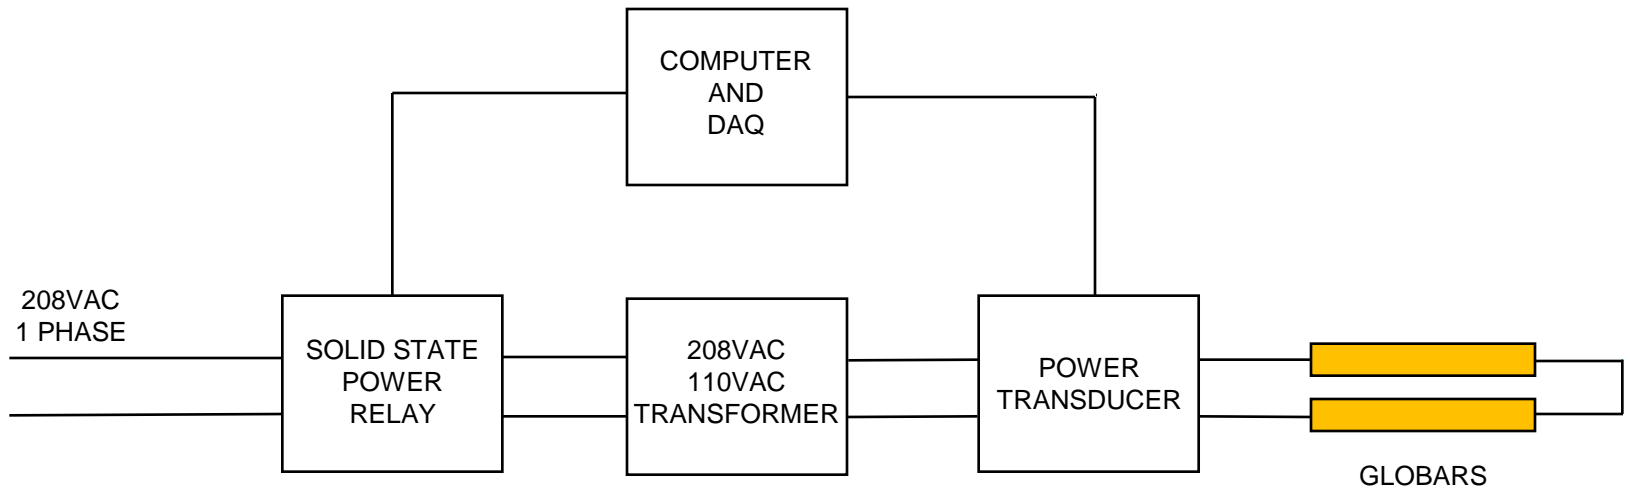 COMPUTER
AND
DAQ
208VAC
1 PHASE
SOLID STATE
POWER
RELAY
208VAC
110VAC
TRANSFORMER
POWER
TRANSDUCER
GLOBARS